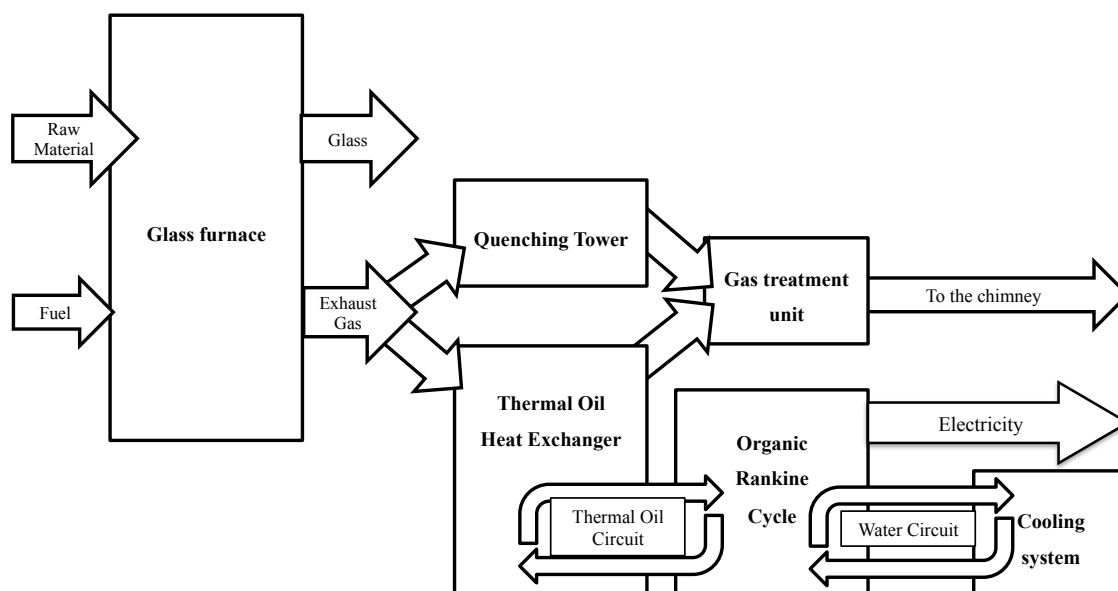 Raw
Material
Glass
Glass furnace
Quenching Tower
Fuel
Exhaust
Gas
Gas treatment
unit
To the chimney
Thermal Oil
Heat Exchanger
Organic
Rankine
Cycle
Electricity
Thermal Oil
Circuit
Water Circuit
Cooling
system